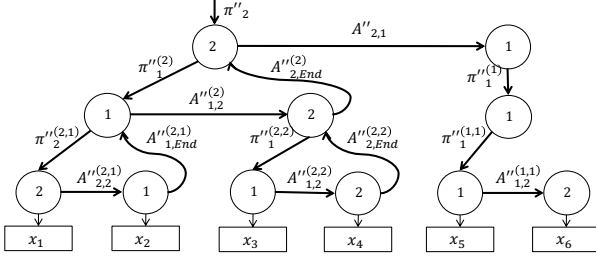 π''₂
2
A''₂,₁
1
π''₁⁽²⁾
A''₂,End⁽²⁾
π''₁⁽¹⁾
1
A''₁,₂⁽²⁾
2
1
π''₂⁽²,¹⁾
A''₁,End⁽²,¹⁾
π''₁⁽²,²⁾
A''₂,End⁽²,²⁾
π''₁⁽¹,¹⁾
2
A''₂,₂⁽²,¹⁾
1
1
A''₁,₂⁽²,²⁾
2
1
A''₁,₂⁽¹,¹⁾
2
x₁
x₂
x₃
x₄
x₅
x₆